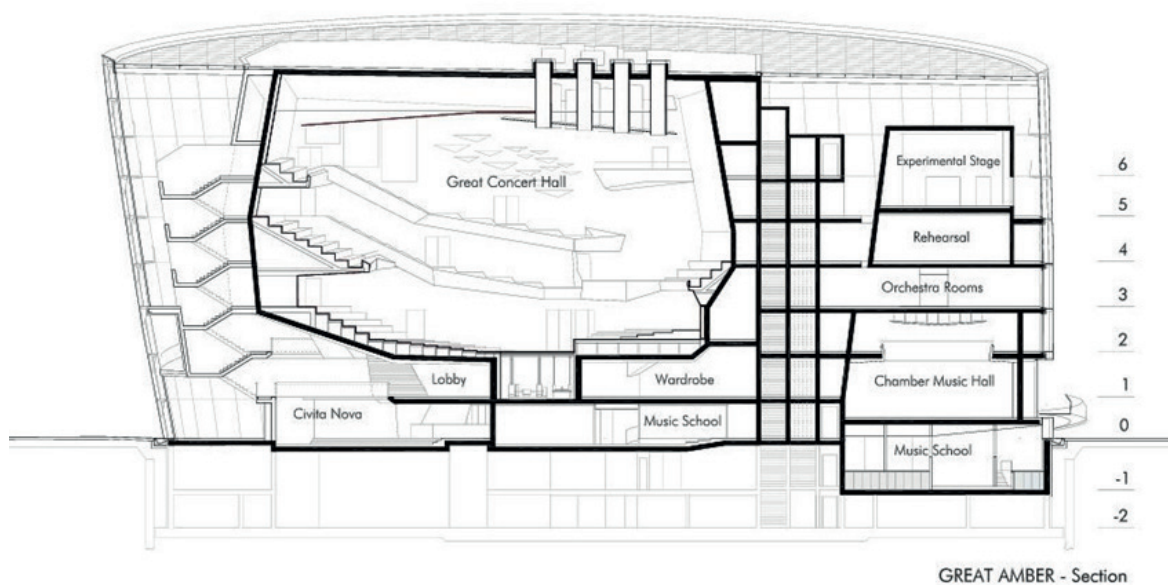 Experimental Stage
6
Great Concert Hall
5
Rehearsal
4
Orchestra Rooms
3
2
Lobby
Wardrobe
Chamber Music Hall
1
Civita Nova
Music School
0
Music School
-1
-2
GREAT AMBER - Section